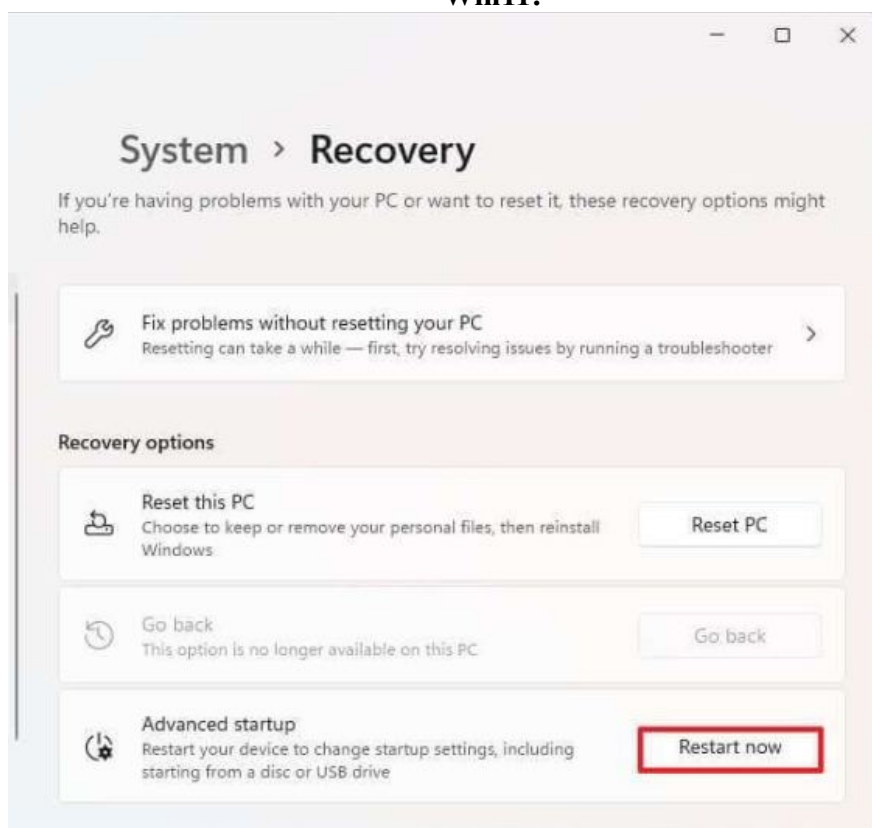 Win11:
System > Recovery
If you're having problems with your PC or want to reset it, these recovery options might
help.
Fix problems without resetting your PC
Resetting can take a while — first, try resolving issues by running a troubleshooter
Recovery options
Reset this PC
Choose to keep or remove your personal files, then reinstall
Windows
Reset PC
Go back
This option is no longer available on this PC
Go back
Advanced startup
Restart your device to change startup settings, including
starting from a disc or USB drive
Restart now